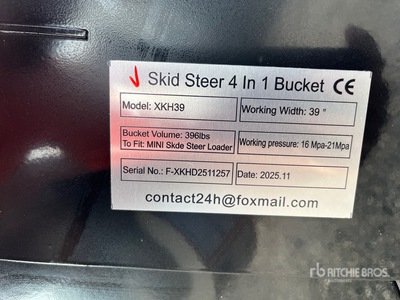 Skid Steer 4 In 1 Bucket CE
Model: XKH39
Working Width: 39 "
Bucket Volume: 396lbs
To Fit: MINI Skde Steer Loader
Working pressure: 16 Mpa-21Mpa
Serial No.: F-XKHD2511257
Date: 2025.11
contact24h@foxmail.com
rb RITCHIE BROS.